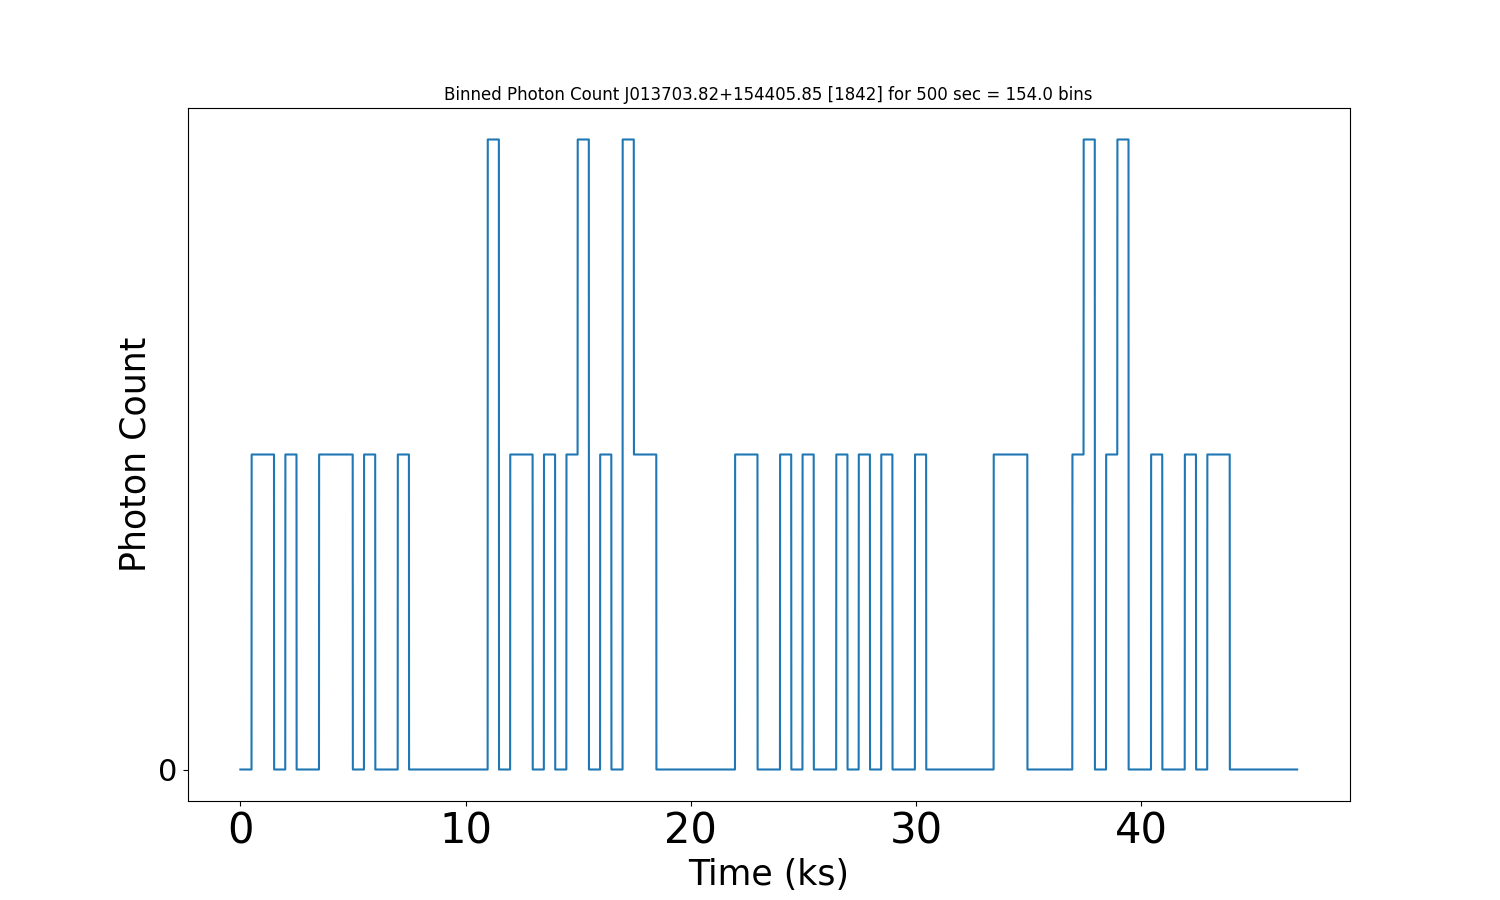 Binned Photon Count J013703.82+154405.85 [1842] for 500 sec = 154.0 bins
Photon Count
0
0 10 20 30 40
Time (ks)